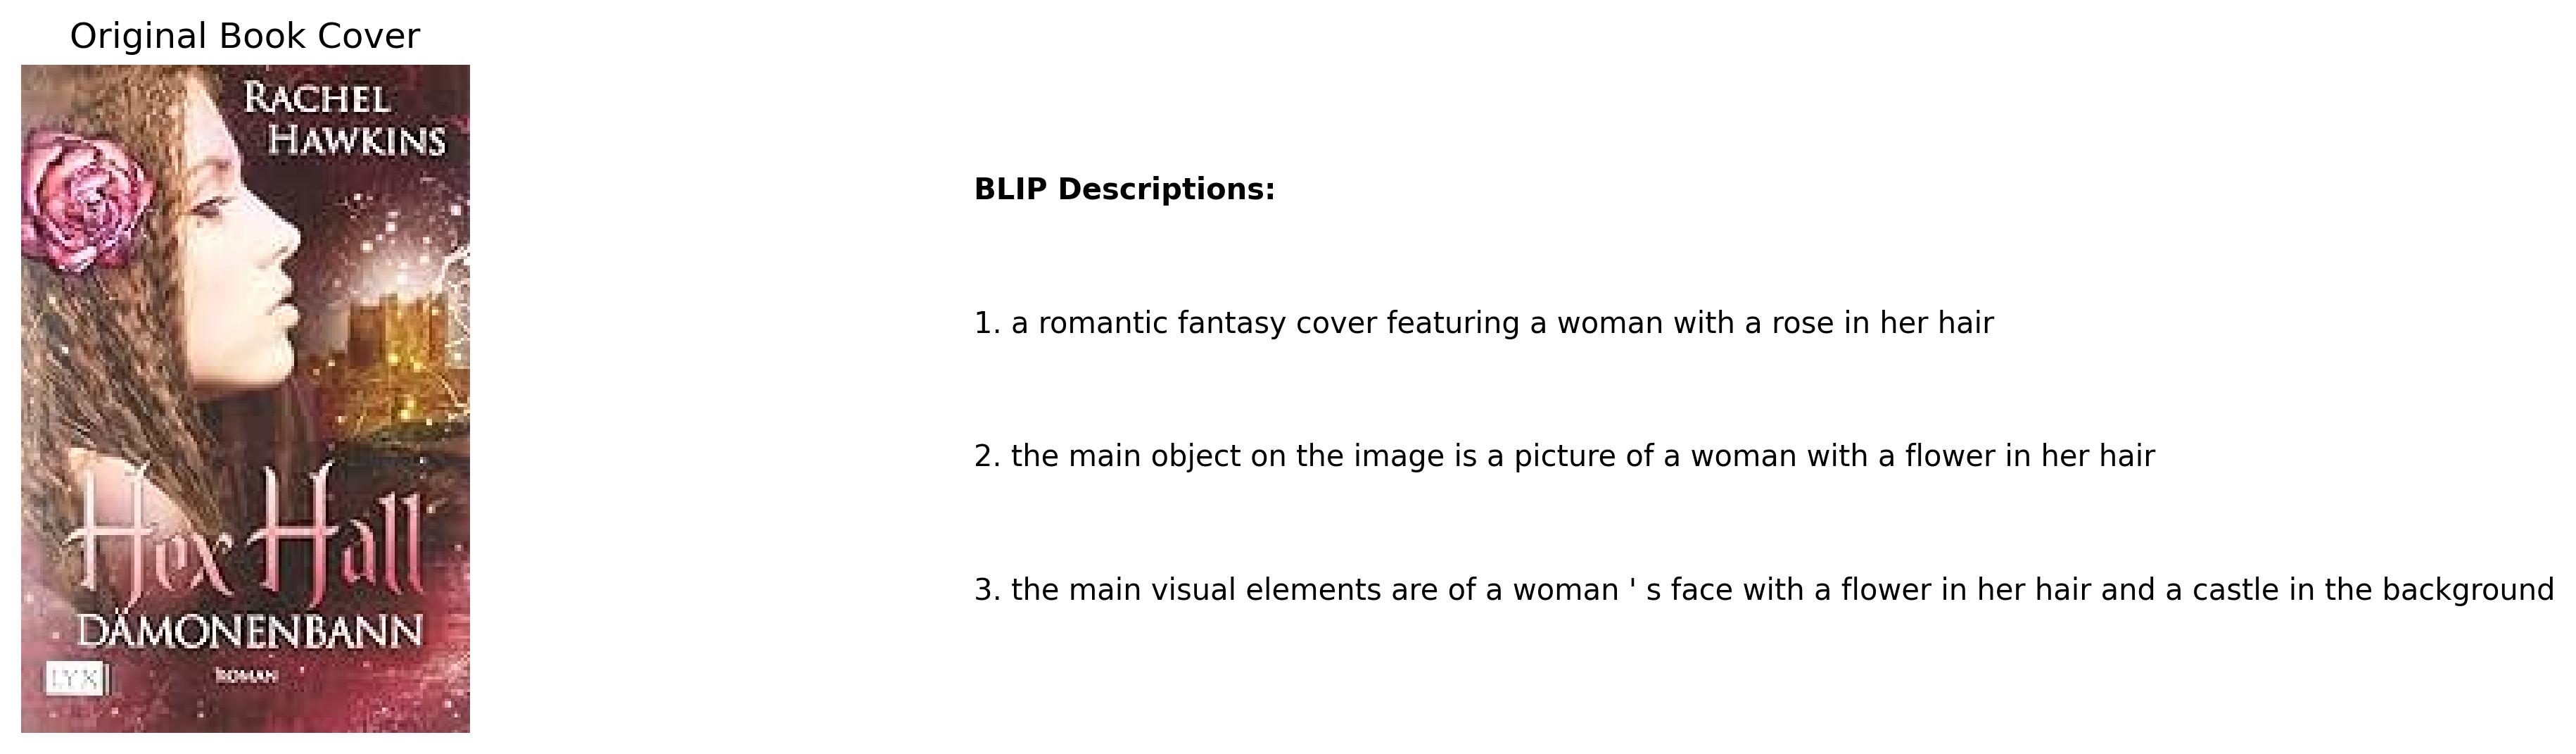 Original Book Cover
RACHEL
HAWKINS
Hex Hall
DÄMONENBANN
LYX
ROMAN
BLIP Descriptions:
1. a romantic fantasy cover featuring a woman with a rose in her hair
2. the main object on the image is a picture of a woman with a flower in her hair
3. the main visual elements are of a woman ' s face with a flower in her hair and a castle in the background